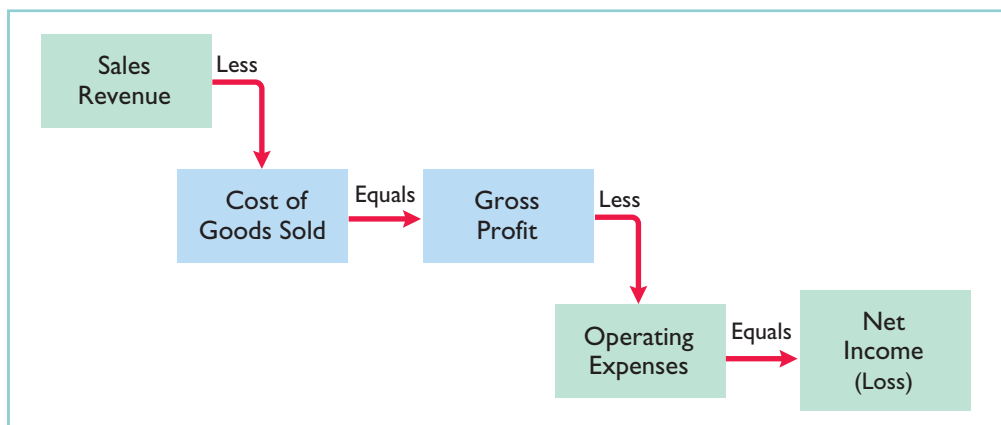 Sales
Revenue
Less
Cost of
Goods Sold
Equals
Gross
Profit
Less
Operating
Expenses
Equals
Net
Income
(Loss)